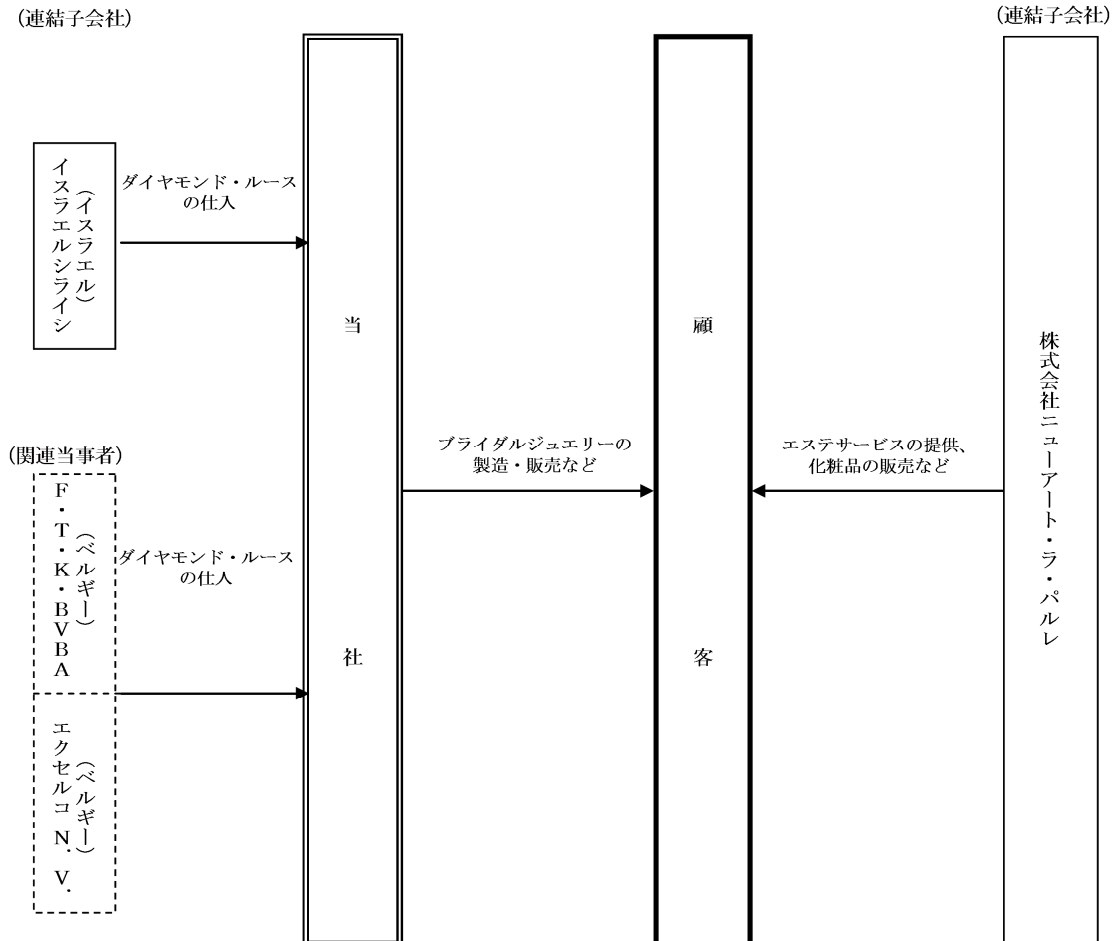 （連結子会社）
（連結子会社）
イスラエルシライシ
（イスラエル）
ダイヤモンド・ルース
の仕入
当社
顧客
株式会社ニューアート・ラ・パルレ
ブライダルジュエリーの
製造・販売など
エステサービスの提供、
化粧品の販売など
（関連当事者）
F・T・K・BVBA
（ベルギー）
ダイヤモンド・ルース
の仕入
エクセルコ N．V．
（ベルギー）